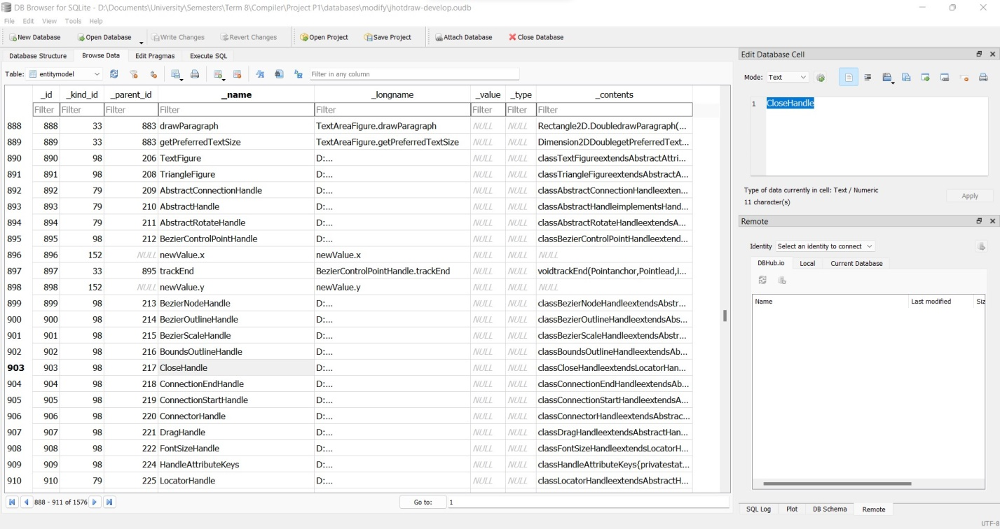 DB Browser for SQLite - D:\Documents\University\Semesters\Term 8\Compiler\Project P1\databases\modify\jhotdraw-develop.oudb
File Edit View Tools Help
New Database Open Database Write Changes Revert Changes Open Project Save Project Attach Database Close Database
Database Structure Browse Data Edit Pragmas Execute SQL
Table: entitymodel Filter in any column
_id _kind_id _parent_id _name _longname _value _type _contents
Filter Filter Filter Filter Filter Filter Filter Filter
888 888 33 883 drawParagraph TextAreaFigure.drawParagraph NULL NULL Rectangle2D.DoubledrawParagraph(...
889 889 33 883 getPreferredTextSize TextAreaFigure.getPreferredTextSize NULL NULL Dimension2DDoublegetPreferredText...
890 890 98 206 TextFigure D:... NULL NULL classTextFigureextendsAbstractAttri...
891 891 98 208 TriangleFigure D:... NULL NULL classTriangleFigureextendsAbstractA...
892 892 79 209 AbstractConnectionHandle D:... NULL NULL classAbstractConnectionHandleexten...
893 893 79 210 AbstractHandle D:... NULL NULL classAbstractHandleimplementsHand...
894 894 79 211 AbstractRotateHandle D:... NULL NULL classAbstractRotateHandleextendsA...
895 895 98 212 BezierControlPointHandle D:... NULL NULL classBezierControlPointHandleextend...
896 896 152 NULL newValue.x newValue.x NULL NULL NULL
897 897 33 895 trackEnd BezierControlPointHandle.trackEnd NULL NULL voidtrackEnd(Pointanchor,Pointlead,i...
898 898 152 NULL newValue.y newValue.y NULL NULL NULL
899 899 98 213 BezierNodeHandle D:... NULL NULL classBezierNodeHandleextendsAbstr...
900 900 98 214 BezierOutlineHandle D:... NULL NULL classBezierOutlineHandleextendsAbs...
901 901 98 215 BezierScaleHandle D:... NULL NULL classBezierScaleHandleextendsAbstr...
902 902 98 216 BoundsOutlineHandle D:... NULL NULL classBoundsOutlineHandleextendsAb...
903 903 98 217 CloseHandle D:... NULL NULL classCloseHandleextendsLocatorHan...
904 904 98 218 ConnectionEndHandle D:... NULL NULL classConnectionEndHandleextendsAb...
905 905 98 219 ConnectionStartHandle D:... NULL NULL classConnectionStartHandleextendsA...
906 906 98 220 ConnectorHandle D:... NULL NULL classConnectorHandleextendsAbstrac...
907 907 98 221 DragHandle D:... NULL NULL classDragHandleextendsAbstractHan...
908 908 98 222 FontSizeHandle D:... NULL NULL classFontSizeHandleextendsLocatorH...
909 909 98 224 HandleAttributeKeys D:... NULL NULL classHandleAttributeKeys{privatestat...
910 910 79 225 LocatorHandle D:... NULL NULL classLocatorHandleextendsAbstractH...
888 - 911 of 1576 Go to: 1
Edit Database Cell
Mode: Text
1 CloseHandle
Type of data currently in cell: Text / Numeric
11 character(s)
Apply
Remote
Identity Select an identity to connect
DBHub.io Local Current Database
Name Last modified Siz
SQL Log Plot DB Schema Remote
UTF-8